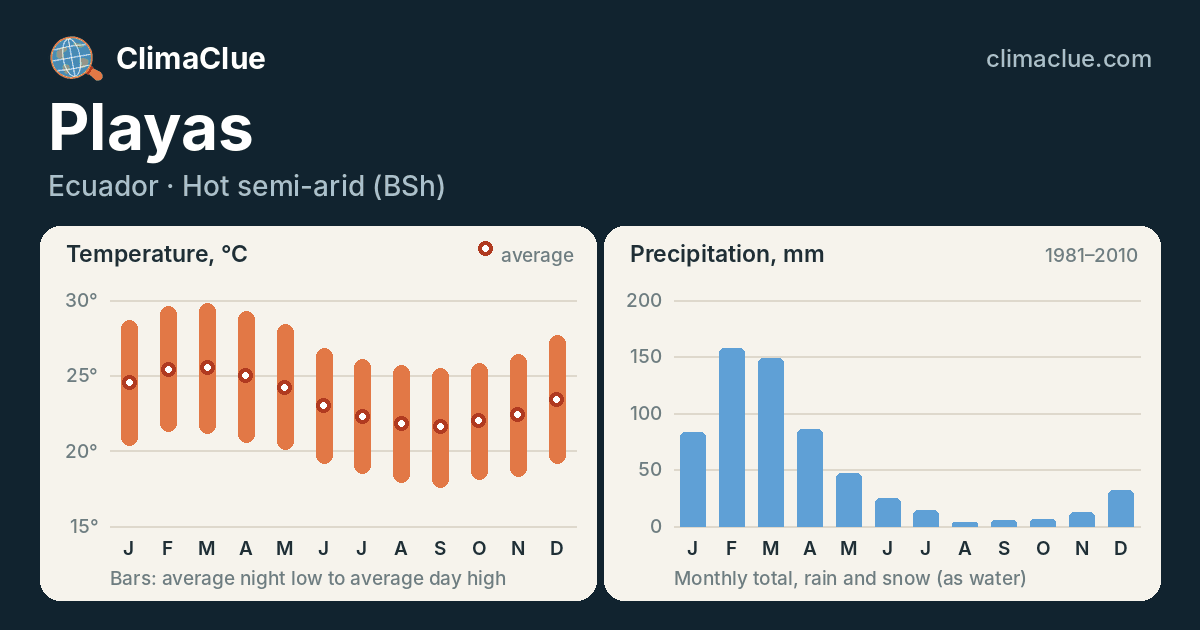 ClimaClue
climaclue.com
Playas
Ecuador · Hot semi-arid (BSh)
Temperature, °C
average
30°
25°
20°
15°
J F M A M J J A S O N D
Bars: average night low to average day high
Precipitation, mm
1981–2010
200
150
100
50
0
J F M A M J J A S O N D
Monthly total, rain and snow (as water)